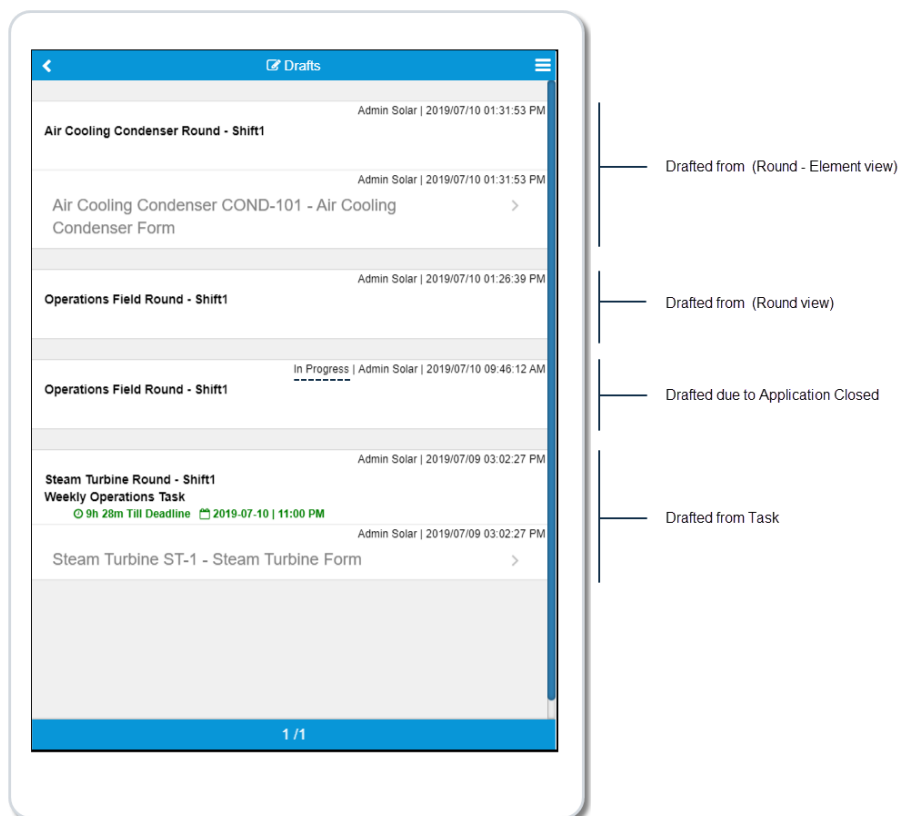 Drafts
Admin Solar | 2019/07/10 01:31:53 PM
Air Cooling Condenser Round - Shift1
Admin Solar | 2019/07/10 01:31:53 PM
Air Cooling Condenser COND-101 - Air Cooling
Condenser Form
Drafted from (Round - Element view)
Admin Solar | 2019/07/10 01:26:39 PM
Operations Field Round - Shift1
Drafted from (Round view)
In Progress | Admin Solar | 2019/07/10 09:46:12 AM
Operations Field Round - Shift1
Drafted due to Application Closed
Admin Solar | 2019/07/09 03:02:27 PM
Steam Turbine Round - Shift1
Weekly Operations Task
9h 28m Till Deadline 2019-07-10 | 11:00 PM
Admin Solar | 2019/07/09 03:02:27 PM
Steam Turbine ST-1 - Steam Turbine Form
Drafted from Task
1 /1